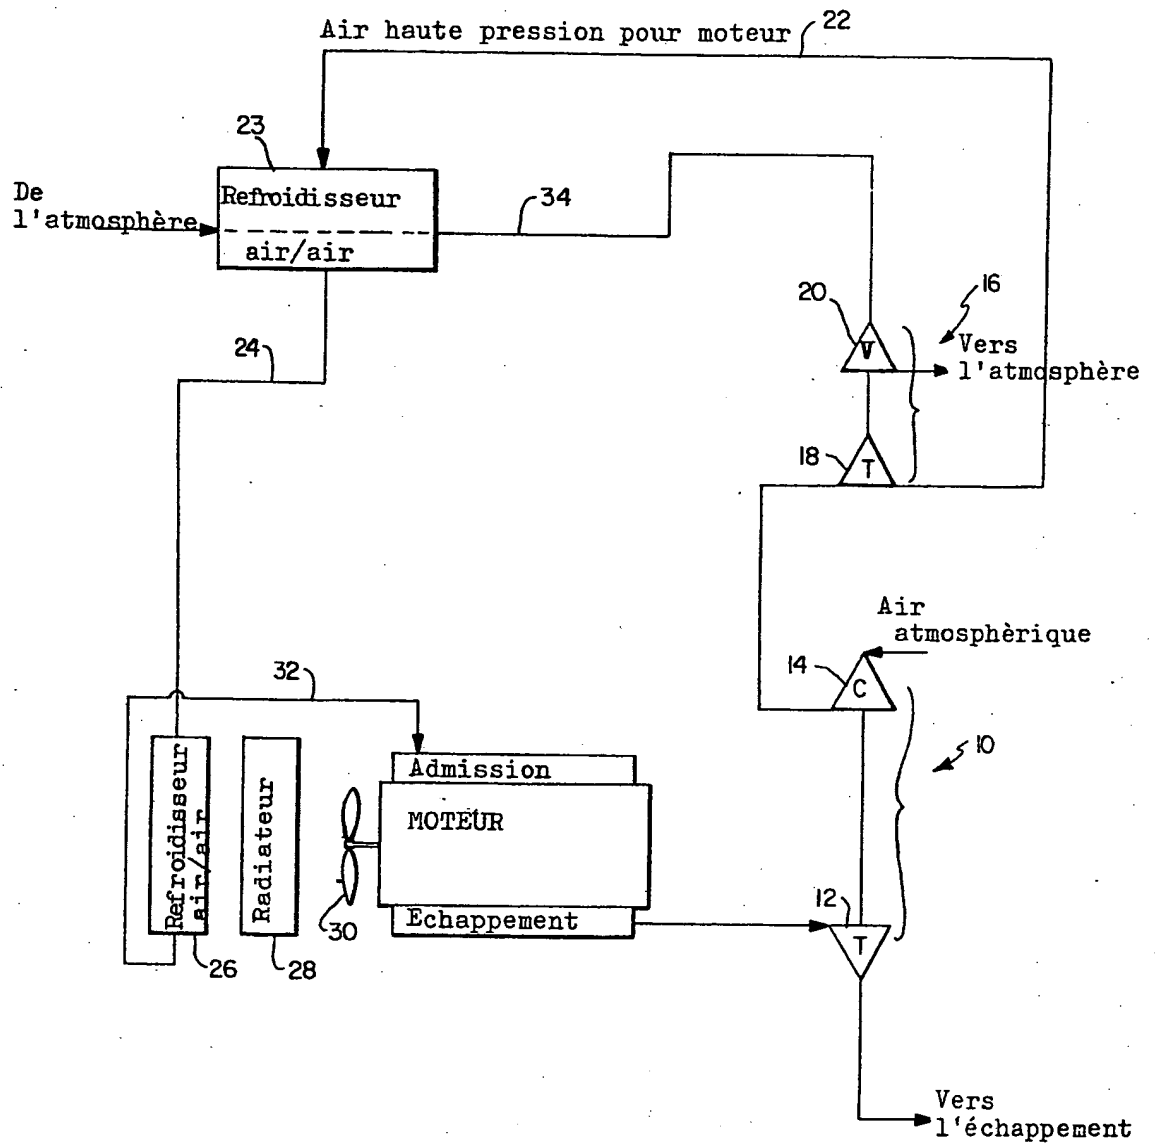 Air haute pression pour moteur
22
23
De
l'atmosphère
Refroidisseur
air/air
34
20
16
V
Vers
l'atmosphère
24
18
T
Air
atmosphèrique
14
C
32
10
Admission
MOTEUR
Refroidisseur
air/air
Radiateur
Echappement
12
T
30
26
28
Vers
l'échappement